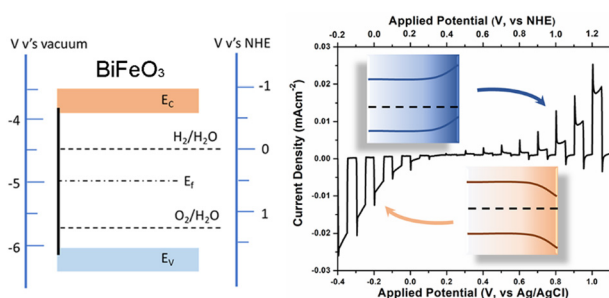 V v's vacuum
V v's NHE
BiFeO3
-4
-5
-6
-1
0
1
EC
H2/H2O
Ef
O2/H2O
EV
Applied Potential (V, vs NHE)
-0.2 0.0 0.2 0.4 0.6 0.8 1.0 1.2
Current Density (mAcm-2)
0.03
0.02
0.01
0.00
-0.01
-0.02
-0.03
-0.4 -0.2 0.0 0.2 0.4 0.6 0.8 1.0
Applied Potential (V, vs Ag/AgCl)